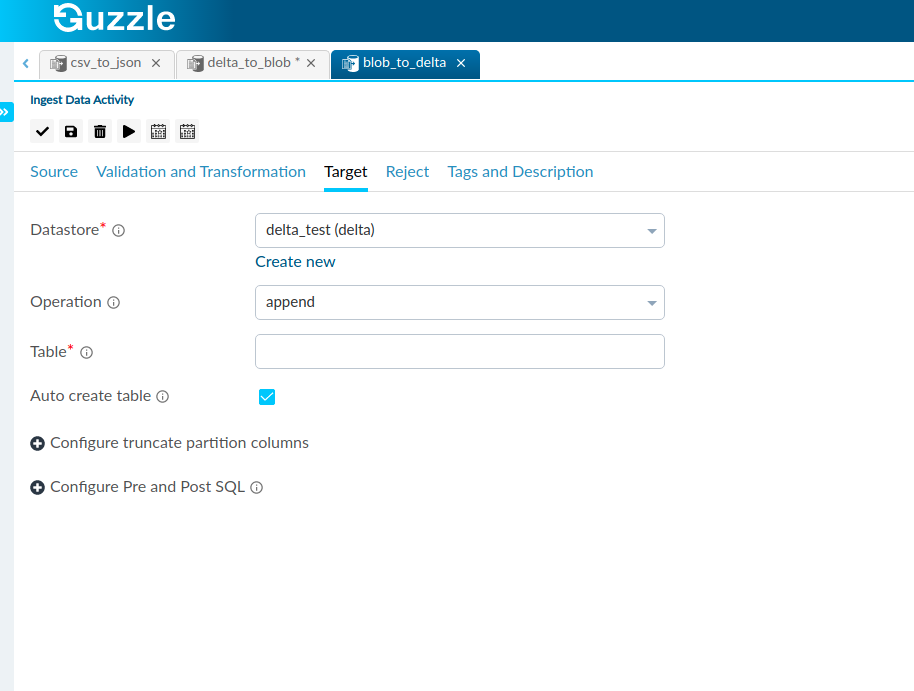 Guzzle
csv_to_json
delta_to_blob *
blob_to_delta
Ingest Data Activity
Source Validation and Transformation Target Reject Tags and Description
Datastore* delta_test (delta)
Create new
Operation append
Table*
Auto create table
Configure truncate partition columns
Configure Pre and Post SQL